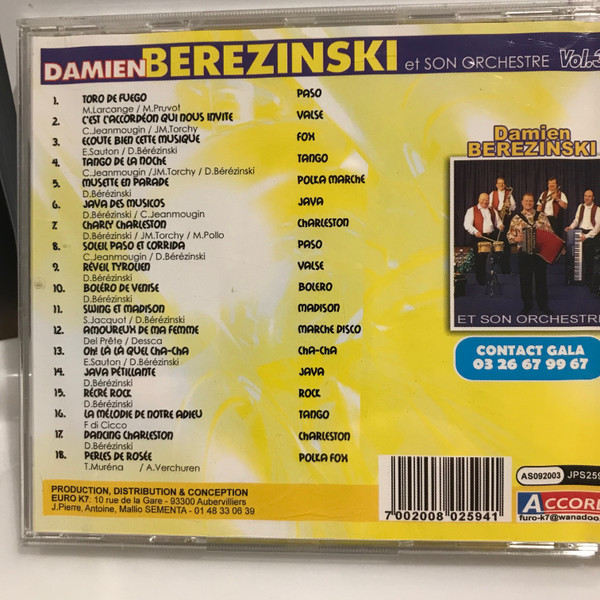 DAMIEN BEREZINSKI et SON ORCHESTRE Vol.3
1. TORO DE FUEGO PASO
M.Larcange / M.Pruvot
2. C'EST L'ACCORDÉON QUI NOUS INVITE VALSE
C.Jeanmougin / JM.Torchy
3. ECOUTE BIEN CETTE MUSIQUE FOX
E.Sauton / D.Bérézinski
4. TANGO DE LA NOCHE TANGO
C.Jeanmougin /JM.Torchy / D.Bérézinski
5. MUSETTE EN PARADE POLKA MARCHE
D.Bérézinski
6. JAVA DES MUSICOS JAVA
D.Bérézinski / C.Jeanmougin
7. CHARLY CHARLESTON CHARLESTON
D.Bérézinski / JM.Torchy / M.Pollo
8. SOLEIL PASO ET CORRIDA PASO
C.Jeanmougin / D.Bérézinski
9. RÉVEIL TYROLIEN VALSE
D.Bérézinski
10. BOLÉRO DE VENISE BOLERO
D.Bérézinski
11. SWING ET MADISON MADISON
S.Jacquot / D.Bérézinski
12. AMOUREUX DE MA FEMME MARCHE DISCO
Del Prête / Dessca
13. OH! LÀ LÀ QUEL CHA-CHA CHA-CHA
E.Sauton / D.Bérézinski
14. JAVA PÉTILLANTE JAVA
D.Bérézinski
15. RÉCRÉ ROCK ROCK
D.Bérézinski
16. LA MÉLODIE DE NOTRE ADIEU TANGO
F di Cicco
17. DANCING CHARLESTON CHARLESTON
D.Bérézinski
18. PERLES DE ROSÉE POLKA FOX
T.Muréna / A.Verchuren
Damien
BEREZINSKI
ET SON ORCHESTRE
CONTACT GALA
03 26 67 99 67
PRODUCTION, DISTRIBUTION & CONCEPTION
EURO K7: 10 rue de la Gare - 93300 Aubervilliers
J.Pierre, Antoine, Mallio SEMENTA - 01 48 33 06 39
7 002008 025941
AS092003 JPS259
ACCORD
euro-k7@wanadoo